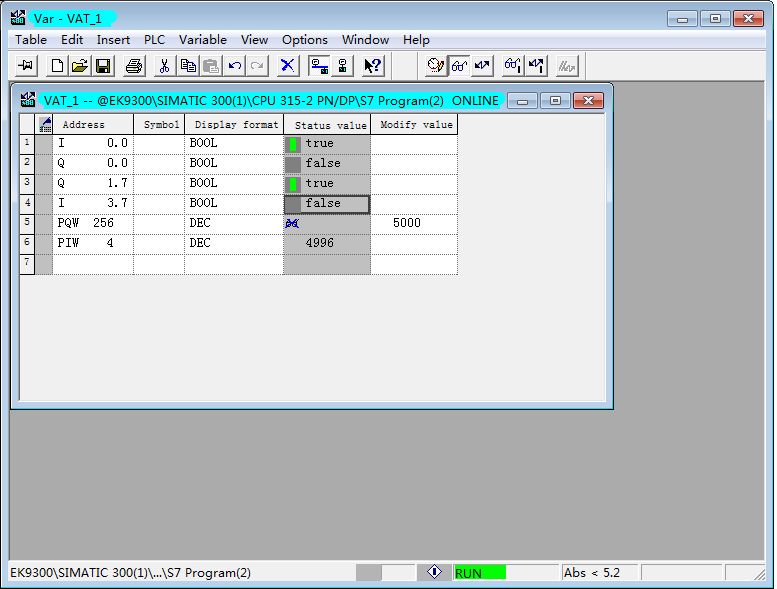 Var - VAT_1
Table Edit Insert PLC Variable View Options Window Help
VAT_1 -- @EK9300\SIMATIC 300(1)\CPU 315-2 PN/DP\S7 Program(2) ONLINE
Address Symbol Display format Status value Modify value
1 I 0.0 BOOL true
2 Q 0.0 BOOL false
3 Q 1.7 BOOL true
4 I 3.7 BOOL false
5 PQW 256 DEC 5000
6 PIW 4 DEC 4996
7
EK9300\SIMATIC 300(1)\...\S7 Program(2) RUN Abs < 5.2